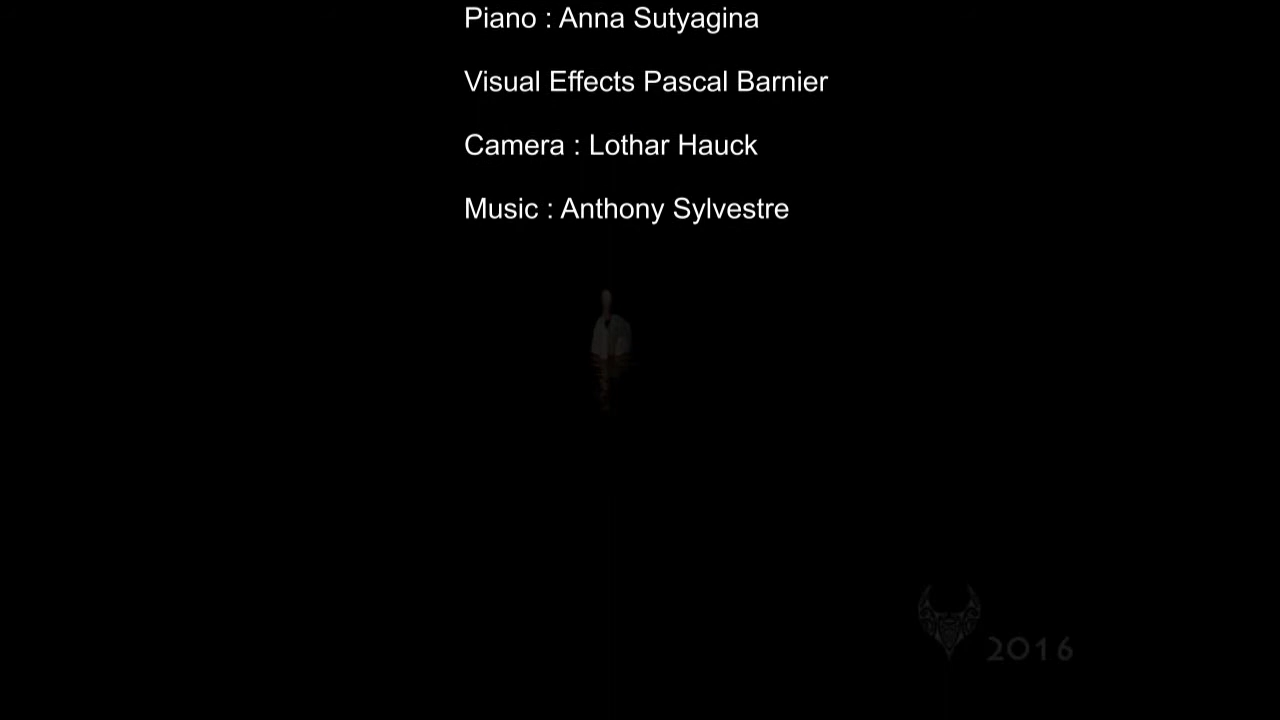 Piano : Anna Sutyagina
Visual Effects Pascal Barnier
Camera : Lothar Hauck
Music : Anthony Sylvestre
2016